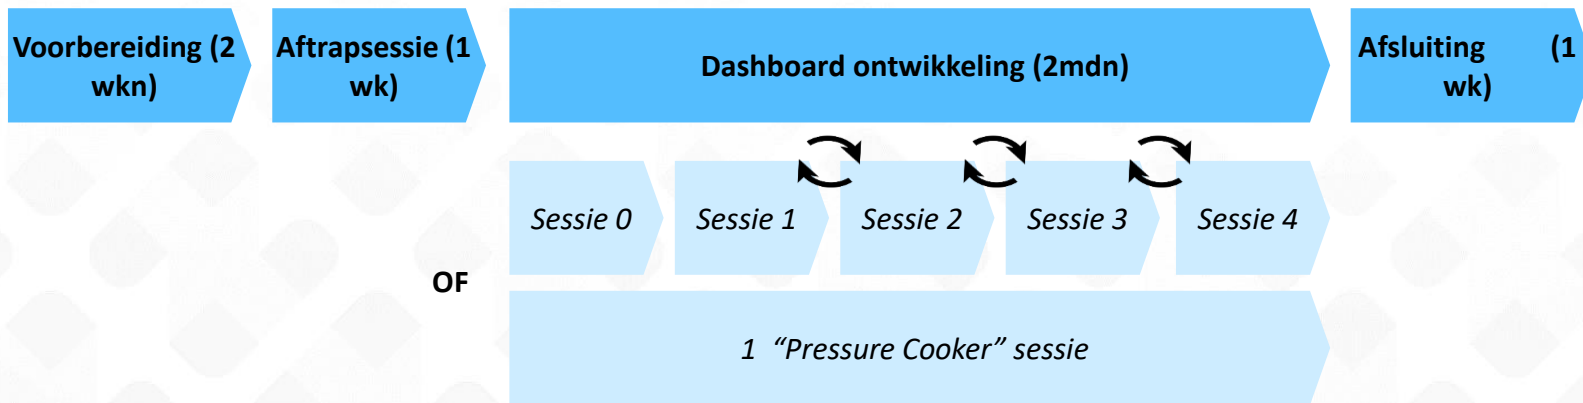 Voorbereiding (2
wkn)
Aftrapsessie (1
wk)
Dashboard ontwikkeling (2mdn)
Afsluiting (1
wk)
Sessie 0
Sessie 1
Sessie 2
Sessie 3
Sessie 4
OF
1 “Pressure Cooker” sessie